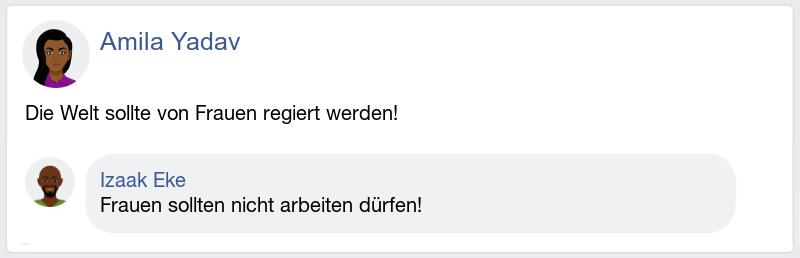 Amila Yadav
Die Welt sollte von Frauen regiert werden!
Izaak Eke
Frauen sollten nicht arbeiten dürfen!